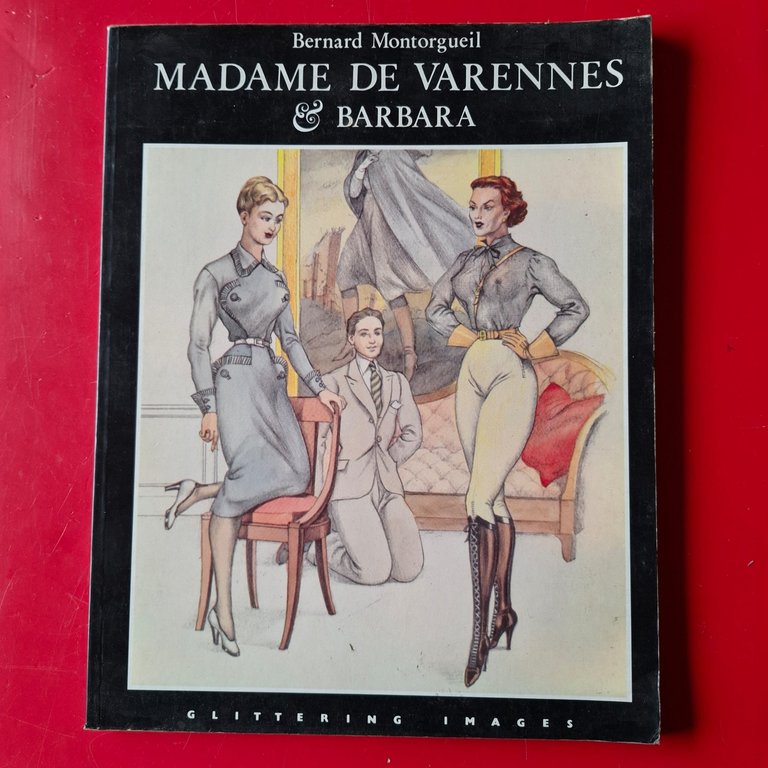 Bernard Montorgueil
MADAME DE VARENNES
& BARBARA
GLITTERING IMAGES